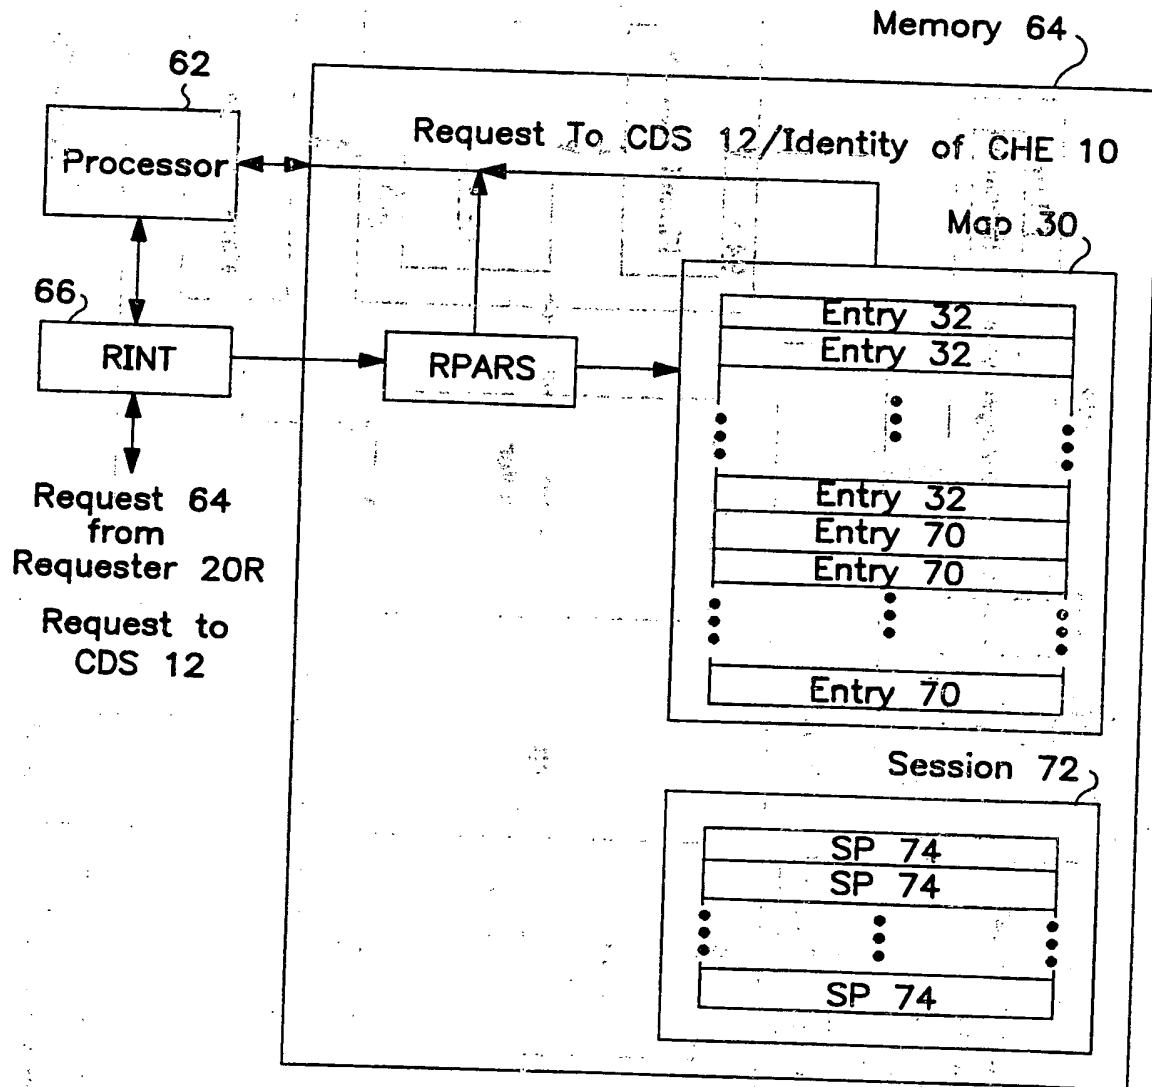 Memory 64
62
Processor
Request To CDS 12/Identity of CHE 10
Map 30
66
RINT
RPARS
Entry 32
Entry 32
Entry 32
Entry 70
Entry 70
Entry 70
Request 64
from
Requester 20R
Request to
CDS 12
Session 72
SP 74
SP 74
SP 74